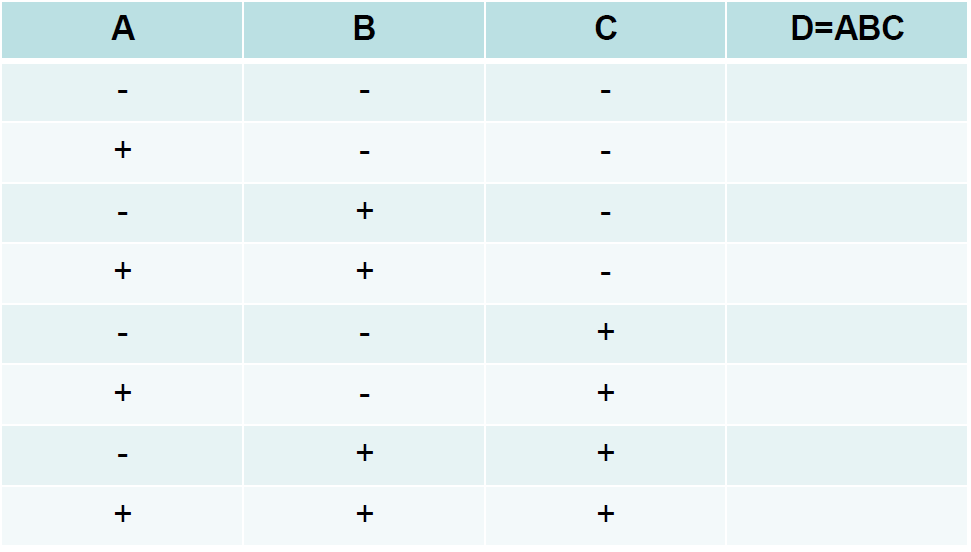 A B C D=ABC
- - -
+ - -
- + -
+ + -
- - +
+ - +
- + +
+ + +